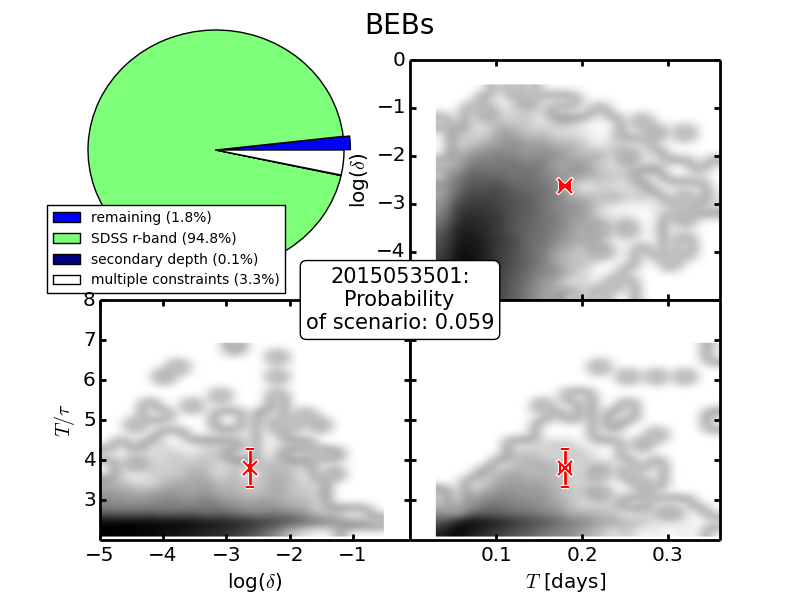 BEBs
remaining (1.8%)
SDSS r-band (94.8%)
secondary depth (0.1%)
multiple constraints (3.3%)
0
−1
−2
−3
−4
log(δ)
2015053501:
Probability
of scenario: 0.059
8
7
6
5
4
3
T/τ
−5 −4 −3 −2 −1
log(δ)
0.1 0.2 0.3
T [days]